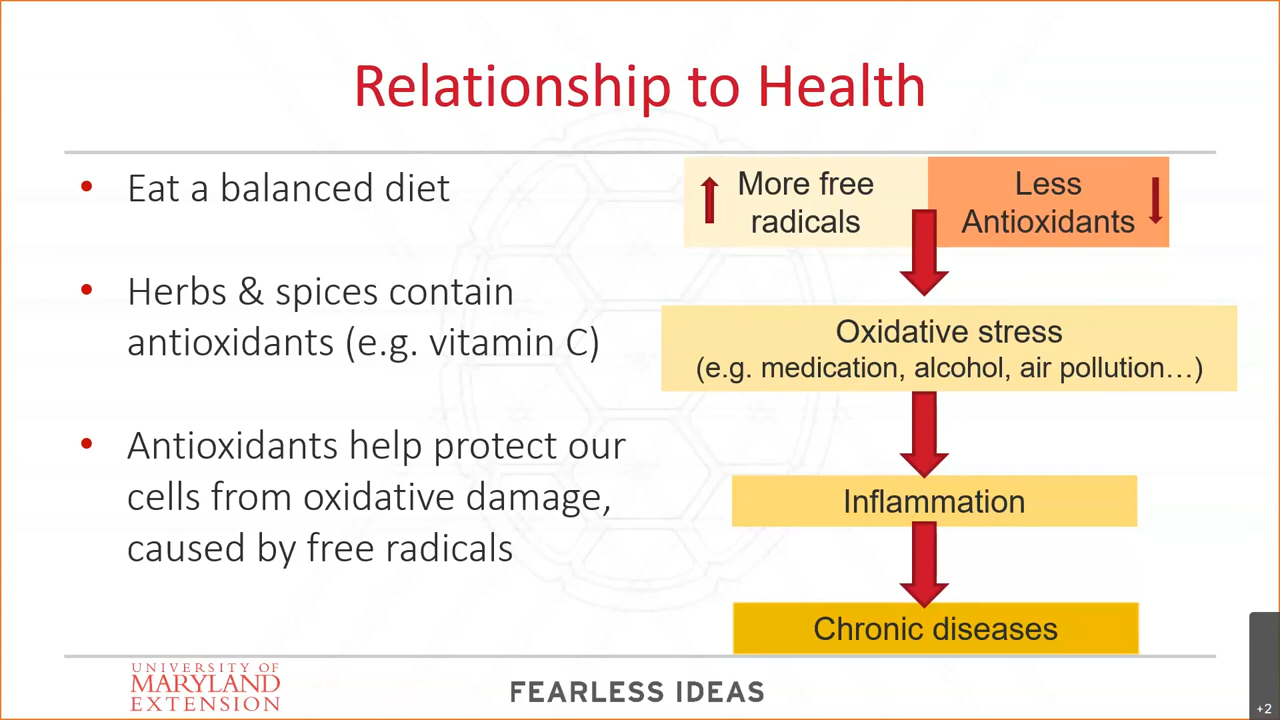 Relationship to Health
• Eat a balanced diet
• Herbs & spices contain
antioxidants (e.g. vitamin C)
• Antioxidants help protect our
cells from oxidative damage,
caused by free radicals
More free
radicals
Less
Antioxidants
Oxidative stress
(e.g. medication, alcohol, air pollution...)
Inflammation
Chronic diseases
UNIVERSITY OF
MARYLAND
EXTENSION
FEARLESS IDEAS
+2